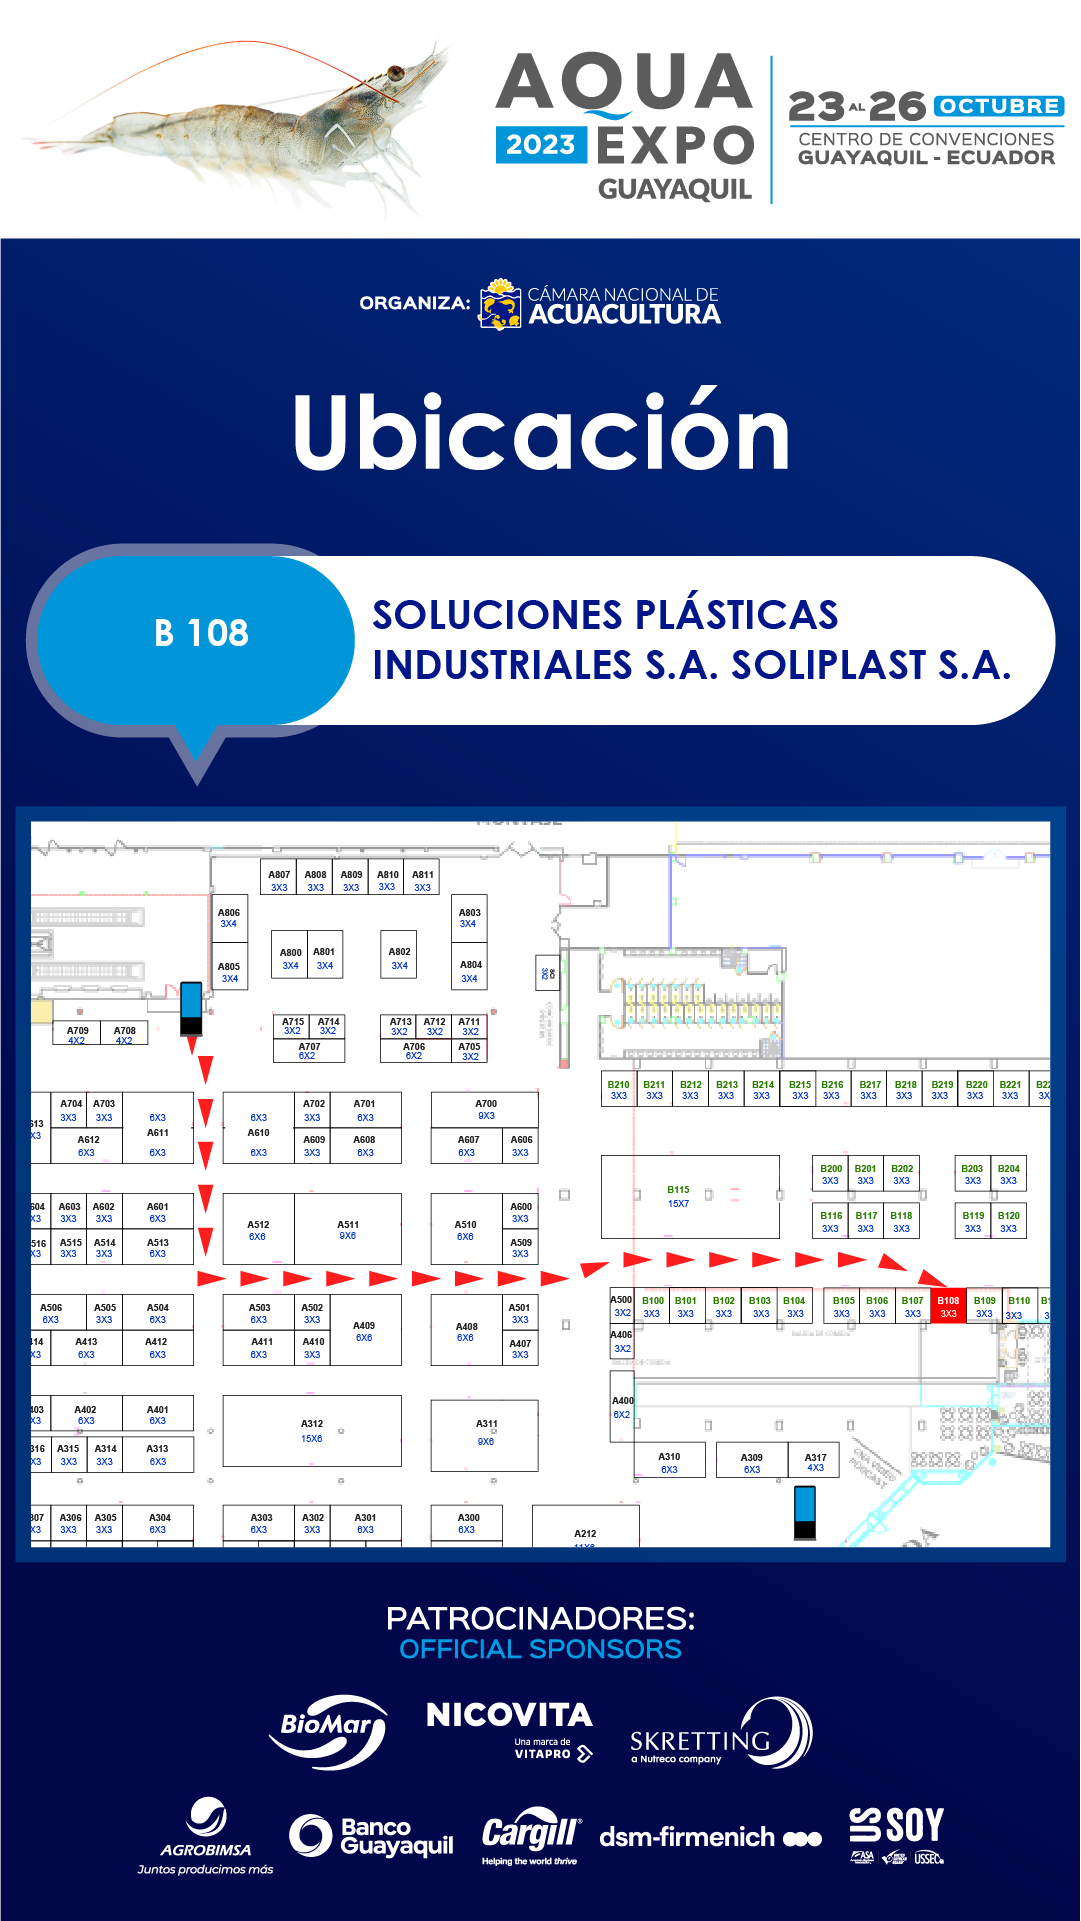 AQUA
2023 EXPO
GUAYAQUIL
23 AL 26 OCTUBRE
CENTRO DE CONVENCIONES
GUAYAQUIL - ECUADOR
ORGANIZA:
CÁMARA NACIONAL DE
ACUACULTURA
Ubicación
B 108
SOLUCIONES PLÁSTICAS
INDUSTRIALES S.A. SOLIPLAST S.A.
A807 A808 A809 A810 A811
3X3 3X3 3X3 3X3 3X3
A806 A803
3X4 3X4
A800 A801 A802
3X4 3X4 3X4
A805 A804
3X4 3X4
3X2
A715 A714 A713 A712 A711
3X2 3X2 3X2 3X2 3X2
A709 A708
4X2 4X2
A707 A706 A705
6X2 6X2 3X2
B210 B211 B212 B213 B214 B215 B216 B217 B218 B219 B220 B221
3X3 3X3 3X3 3X3 3X3 3X3 3X3 3X3 3X3 3X3 3X3 3X3
A704 A703 A702 A701 A700
3X3 3X3 6X3 6X3 3X3 6X3 9X3
A612 A611 A610 A609 A608 A607 A606
6X3 6X3 6X3 3X3 6X3 6X3 3X3
B200 B201 B202 B203 B204
3X3 3X3 3X3 3X3 3X3
B115
15X7
B116 B117 B118 B119 B120
3X3 3X3 3X3 3X3 3X3
A603 A602 A601 A600
3X3 3X3 6X3 3X3
A512 A511 A510
6X6 9X6 6X6
A515 A514 A513 A509
3X3 3X3 6X3 3X3
A500 B100 B101 B102 B103 B104 B105 B106 B107 B108 B109 B110
3X2 3X3 3X3 3X3 3X3 3X3 3X3 3X3 3X3 3X3 3X3 3X3
A506 A505 A504 A503 A502 A501
6X3 3X3 6X3 6X3 3X3 3X3
A409 A408
6X6 6X6
A413 A412 A411 A410 A407 A406
6X3 6X3 6X3 3X3 3X3 3X2
A402 A401 A400
6X3 6X3 6X2
A312 A311
15X6 9X6
A315 A314 A313
3X3 3X3 6X3
A310 A309 A317
6X3 6X3 4X3
A306 A305 A304 A303 A302 A301 A300
3X3 3X3 6X3 6X3 3X3 6X3 6X3
A212
PATROCINADORES:
OFFICIAL SPONSORS
BioMar
NICOVITA
Una marca de
VITAPRO
SKRETTING
a Nutreco company
AGROBIMSA
Juntos producimos más
Banco
Guayaquil
Cargill®
Helping the world thrive
dsm-firmenich
US SOY
ASA
USSEC